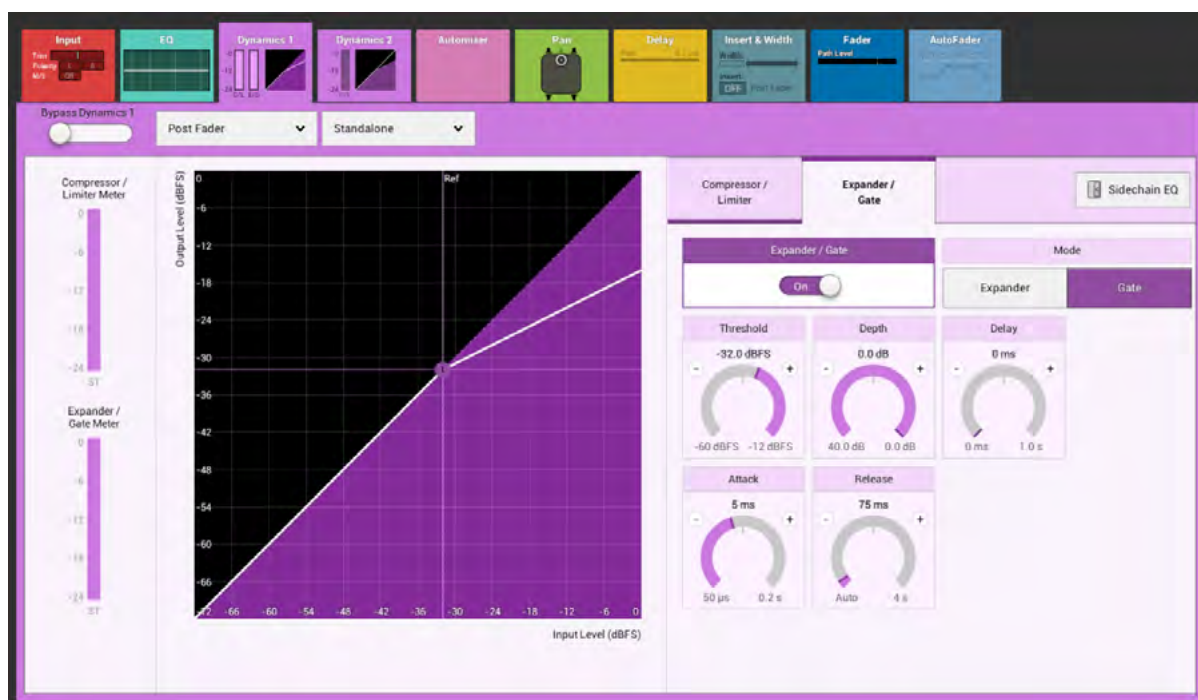 Input
EQ
Dynamics 1
Dynamics 2
Automixer
Pan
Delay
Insert & Width
Fader
AutoFader
Trim
Polarity
M/S
Off
Width
Insert
OFF
Post Fader
Path Level
Bypass Dynamics 1
Post Fader
Standalone
Compressor /
Limiter Meter
0
-6
-12
-18
-24
ST
Expander /
Gate Meter
0
-6
-12
-18
-24
ST
Output Level (dBFS)
0
-6
-12
-18
-24
-30
-36
-42
-48
-54
-60
-66
Ref
-72
-66
-60
-54
-48
-42
-36
-30
-24
-18
-12
-6
0
Input Level (dBFS)
Compressor /
Limiter
Expander /
Gate
Sidechain EQ
Expander / Gate
On
Mode
Expander
Gate
Threshold
-32.0 dBFS
-
+
-60 dBFS
-12 dBFS
Depth
0.0 dB
-
+
40.0 dB
0.0 dB
Delay
0 ms
-
+
0 ms
1.0 s
Attack
5 ms
-
+
50 µs
0.2 s
Release
75 ms
-
+
Auto
4 s